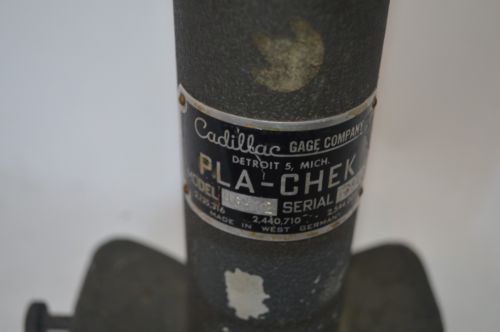 Cadillac GAGE COMPANY
DETROIT 5, MICH.
PLA-CHEK
MODEL SERIAL
2,440,710
MADE IN WEST GERMANY